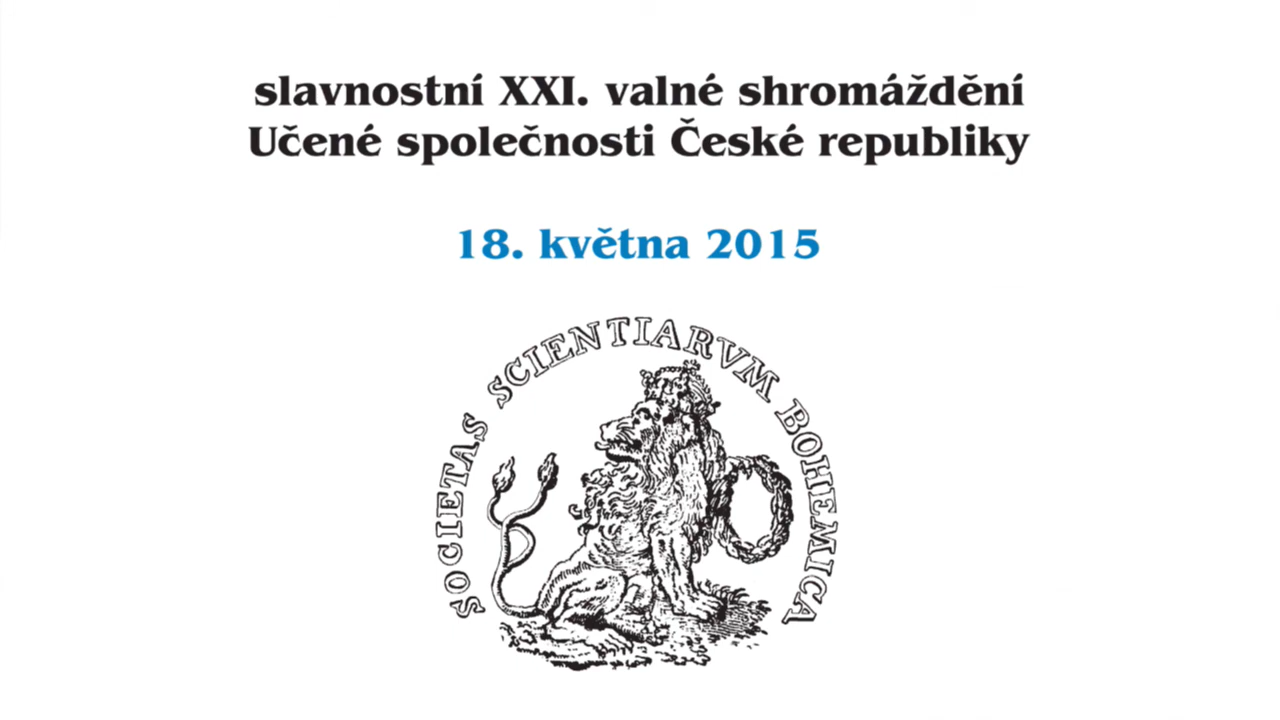 slavnostní XXI. valné shromáždění
Učené společnosti České republiky
18. května 2015
SOCIETAS SCIENTIARVM BOHEMICA